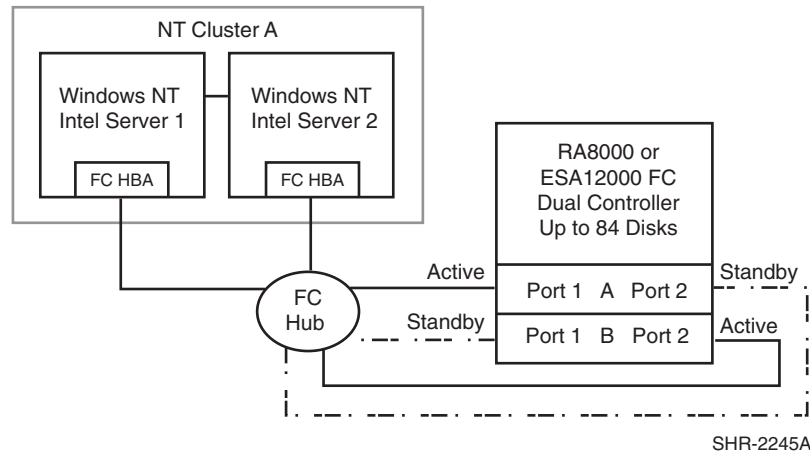 NT Cluster A
Windows NT
Intel Server 1
Windows NT
Intel Server 2
FC HBA
FC HBA
RA8000 or
ESA12000 FC
Dual Controller
Up to 84 Disks
Active
Standby
Port 1 A Port 2
FC
Hub
Standby
Active
Port 1 B Port 2
SHR-2245A